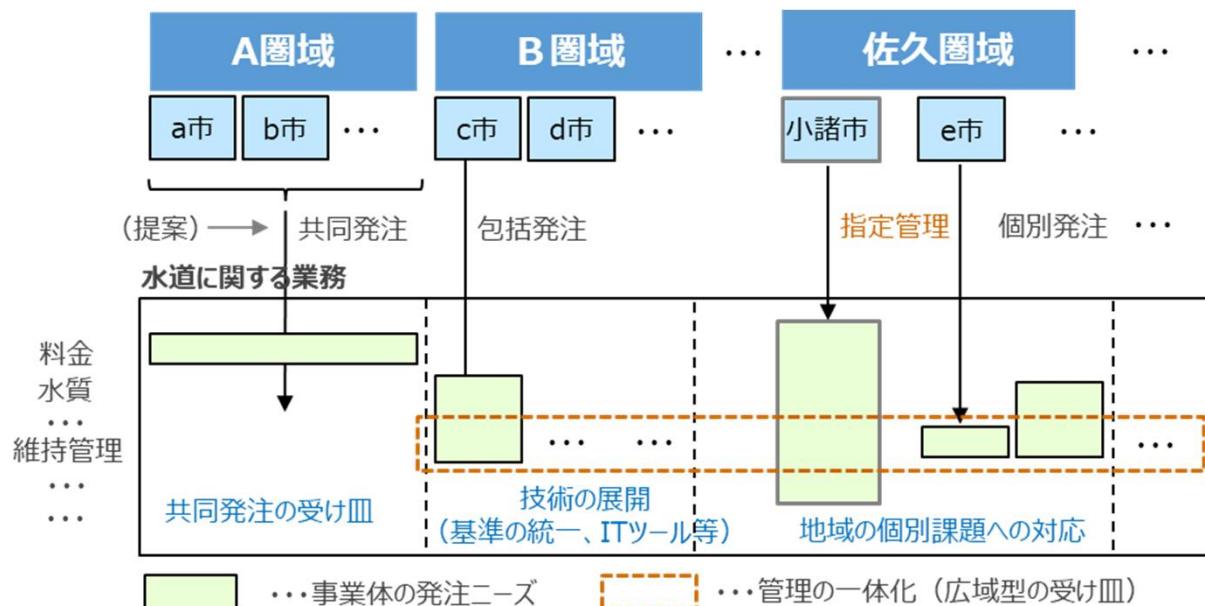 A圏域 B圏域 ・・・ 佐久圏域 ・・・
a市 b市 ・・・ c市 d市 ・・・ 小諸市 e市 ・・・
(提案) 共同発注 包括発注 指定管理 個別発注 ・・・
水道に関する業務
料金
水質
・・・
維持管理
・・・
・・・
・・・ ・・・ ・・・
共同発注の受け皿
技術の展開
(基準の統一、ITツール等)
地域の個別課題への対応
・・・事業体の発注ニーズ
・・・管理の一体化(広域型の受け皿)